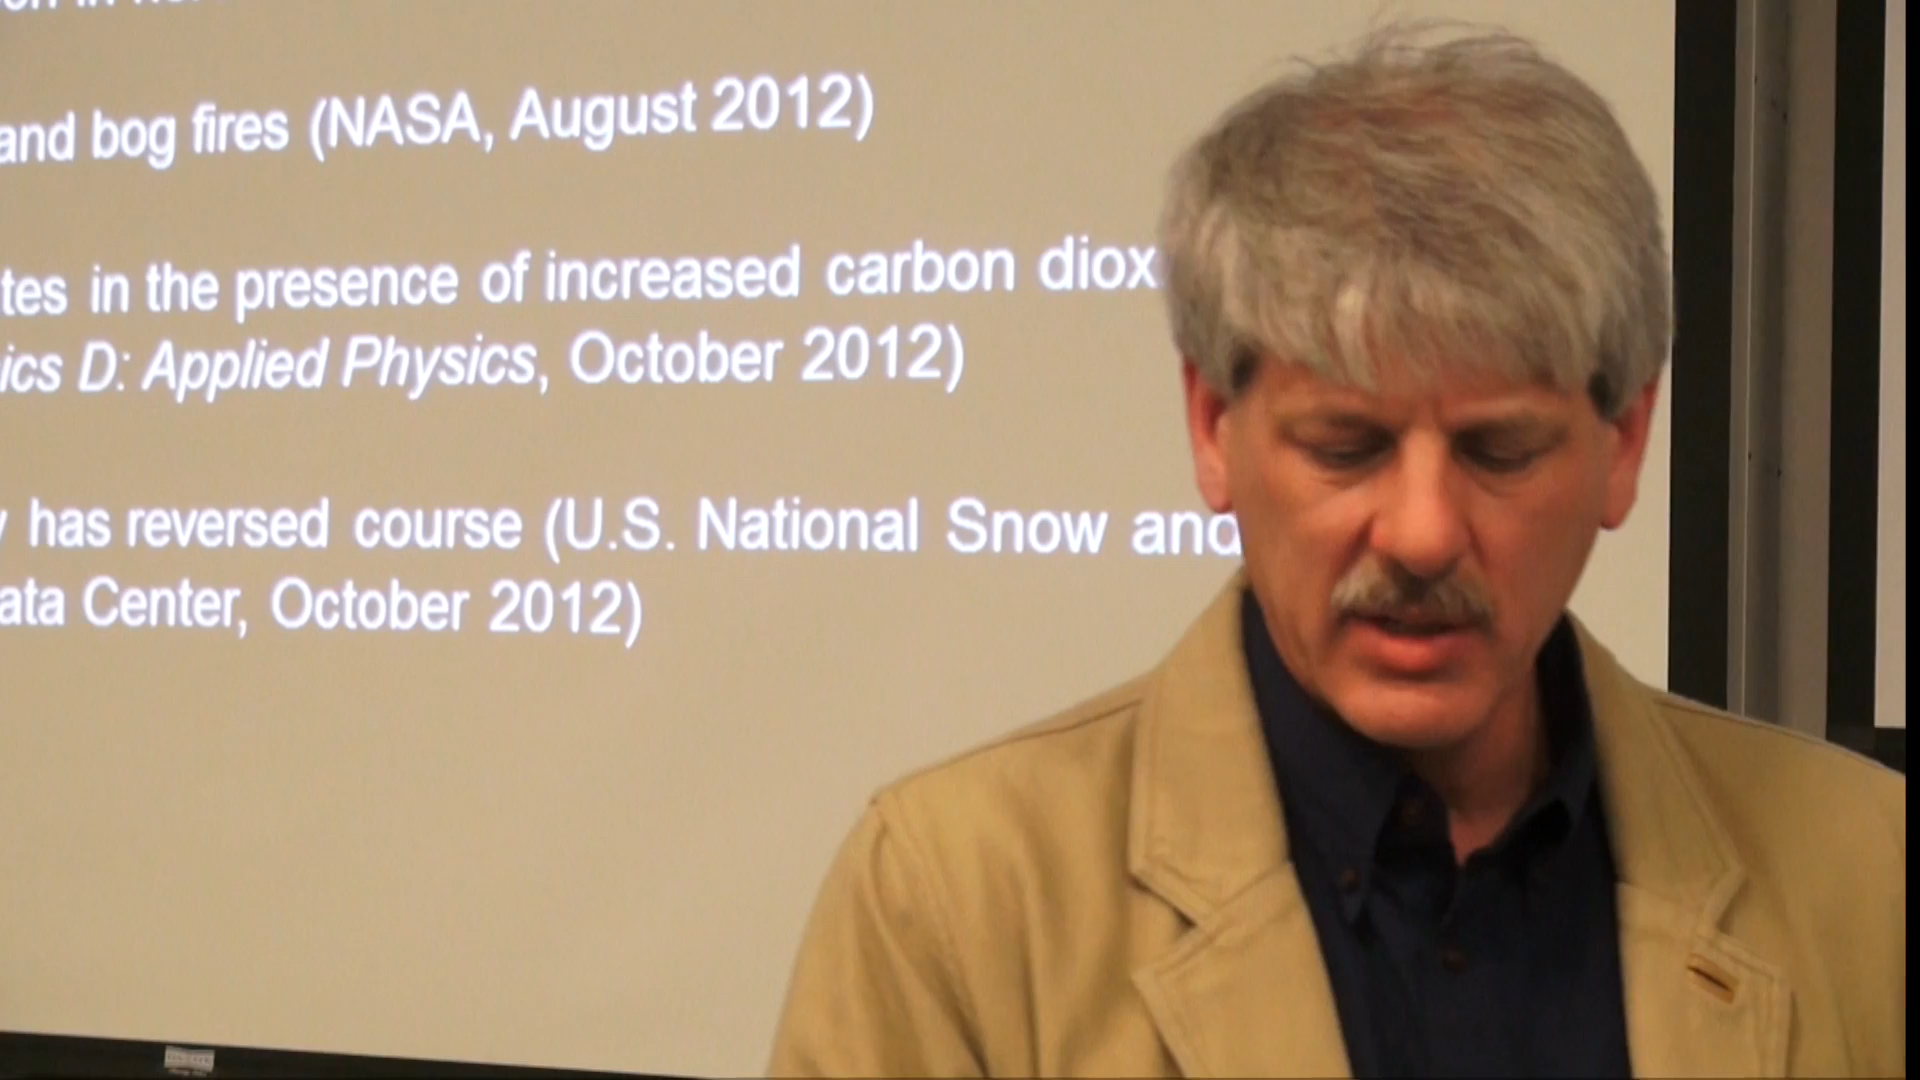 and bog fires (NASA, August 2012)
tes in the presence of increased carbon diox
ics D: Applied Physics, October 2012)
has reversed course (U.S. National Snow and
ata Center, October 2012)